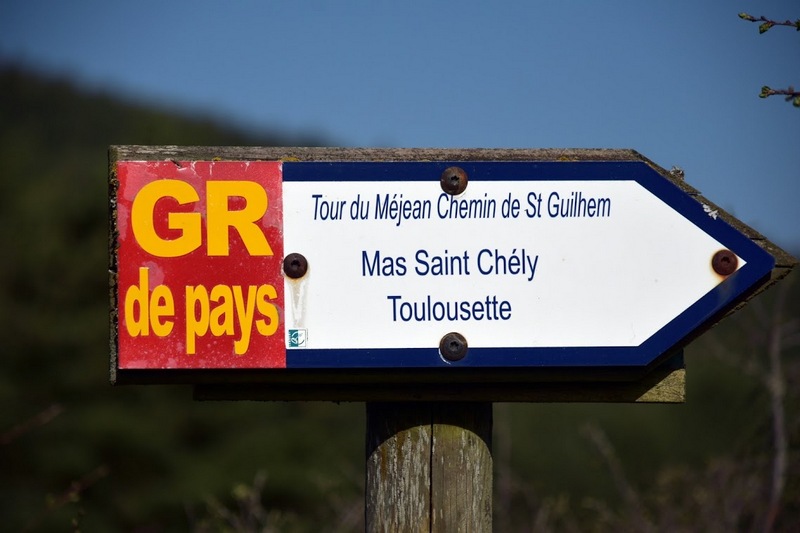 GR
de pays
Tour du Méjean Chemin de St Guilhem
Mas Saint Chély
Toulousette